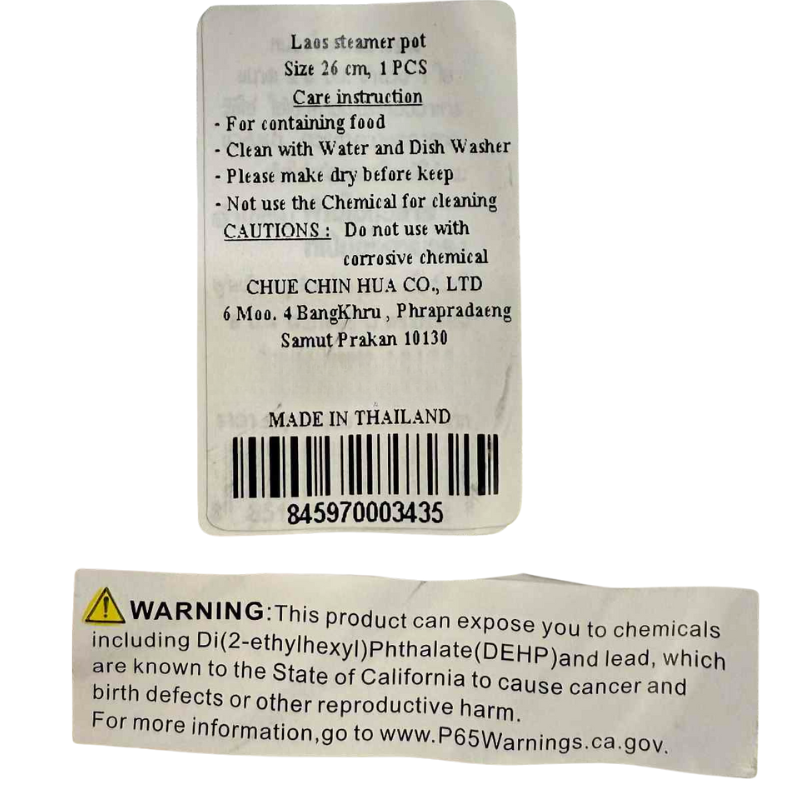 Laos steamer pot
Size 26 cm, 1 PCS
Care instruction
- For containing food
- Clean with Water and Dish Washer
- Please make dry before keep
- Not use the Chemical for cleaning
CAUTIONS : Do not use with
corrosive chemical
CHUE CHIN HUA CO., LTD
6 Moo. 4 BangKhru , Phrapradaeng
Samut Prakan 10130
MADE IN THAILAND
845970003435
WARNING:This product can expose you to chemicals
including Di(2-ethylhexyl)Phthalate(DEHP)and lead, which
are known to the State of California to cause cancer and
birth defects or other reproductive harm.
For more information,go to www.P65Warnings.ca.gov.